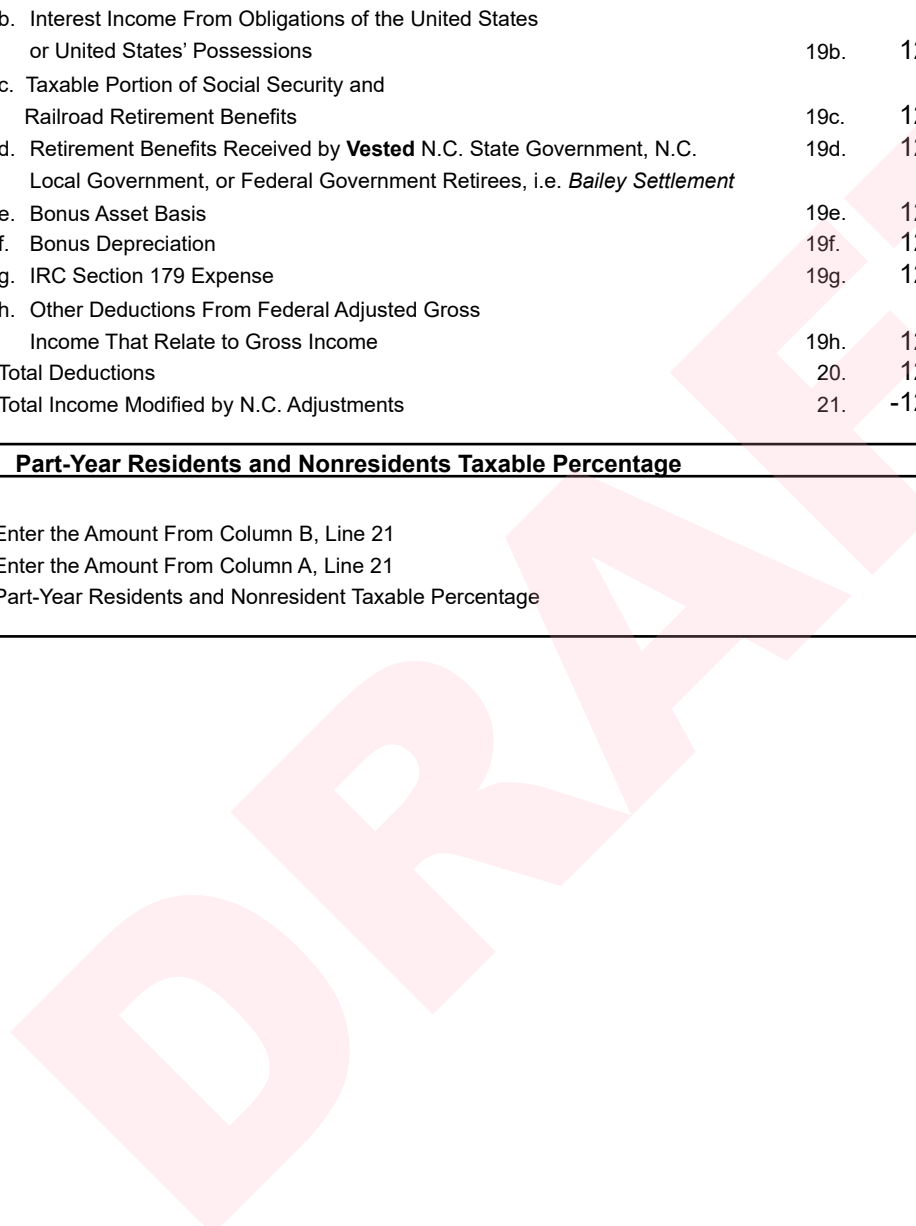 b. Interest Income From Obligations of the United States
or United States' Possessions 19b.
c. Taxable Portion of Social Security and
Railroad Retirement Benefits 19c.
d. Retirement Benefits Received by Vested N.C. State Government, N.C. 19d.
Local Government, or Federal Government Retirees, i.e. Bailey Settlement
e. Bonus Asset Basis 19e.
f. Bonus Depreciation 19f.
g. IRC Section 179 Expense 19g.
h. Other Deductions From Federal Adjusted Gross
Income That Relate to Gross Income 19h.
Total Deductions 20.
Total Income Modified by N.C. Adjustments 21.
Part-Year Residents and Nonresidents Taxable Percentage
Enter the Amount From Column B, Line 21
Enter the Amount From Column A, Line 21
Part-Year Residents and Nonresident Taxable Percentage